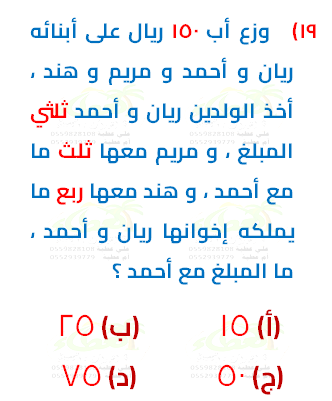 ١٩) وزع أب ١٥٠ ريال على أبنائه
ريان و أحمد و مريم و هند ،
أخذ الولدين ريان و أحمد ثلثي
المبلغ ، و مريم معها ثلث ما
مع أحمد ، و هند معها ربع ما
يملكه إخوانها ريان و أحمد ،
ما المبلغ مع أحمد ؟
(أ) ١٥ (ب) ٢٥
(ج) ٥٠ (د) ٧٥